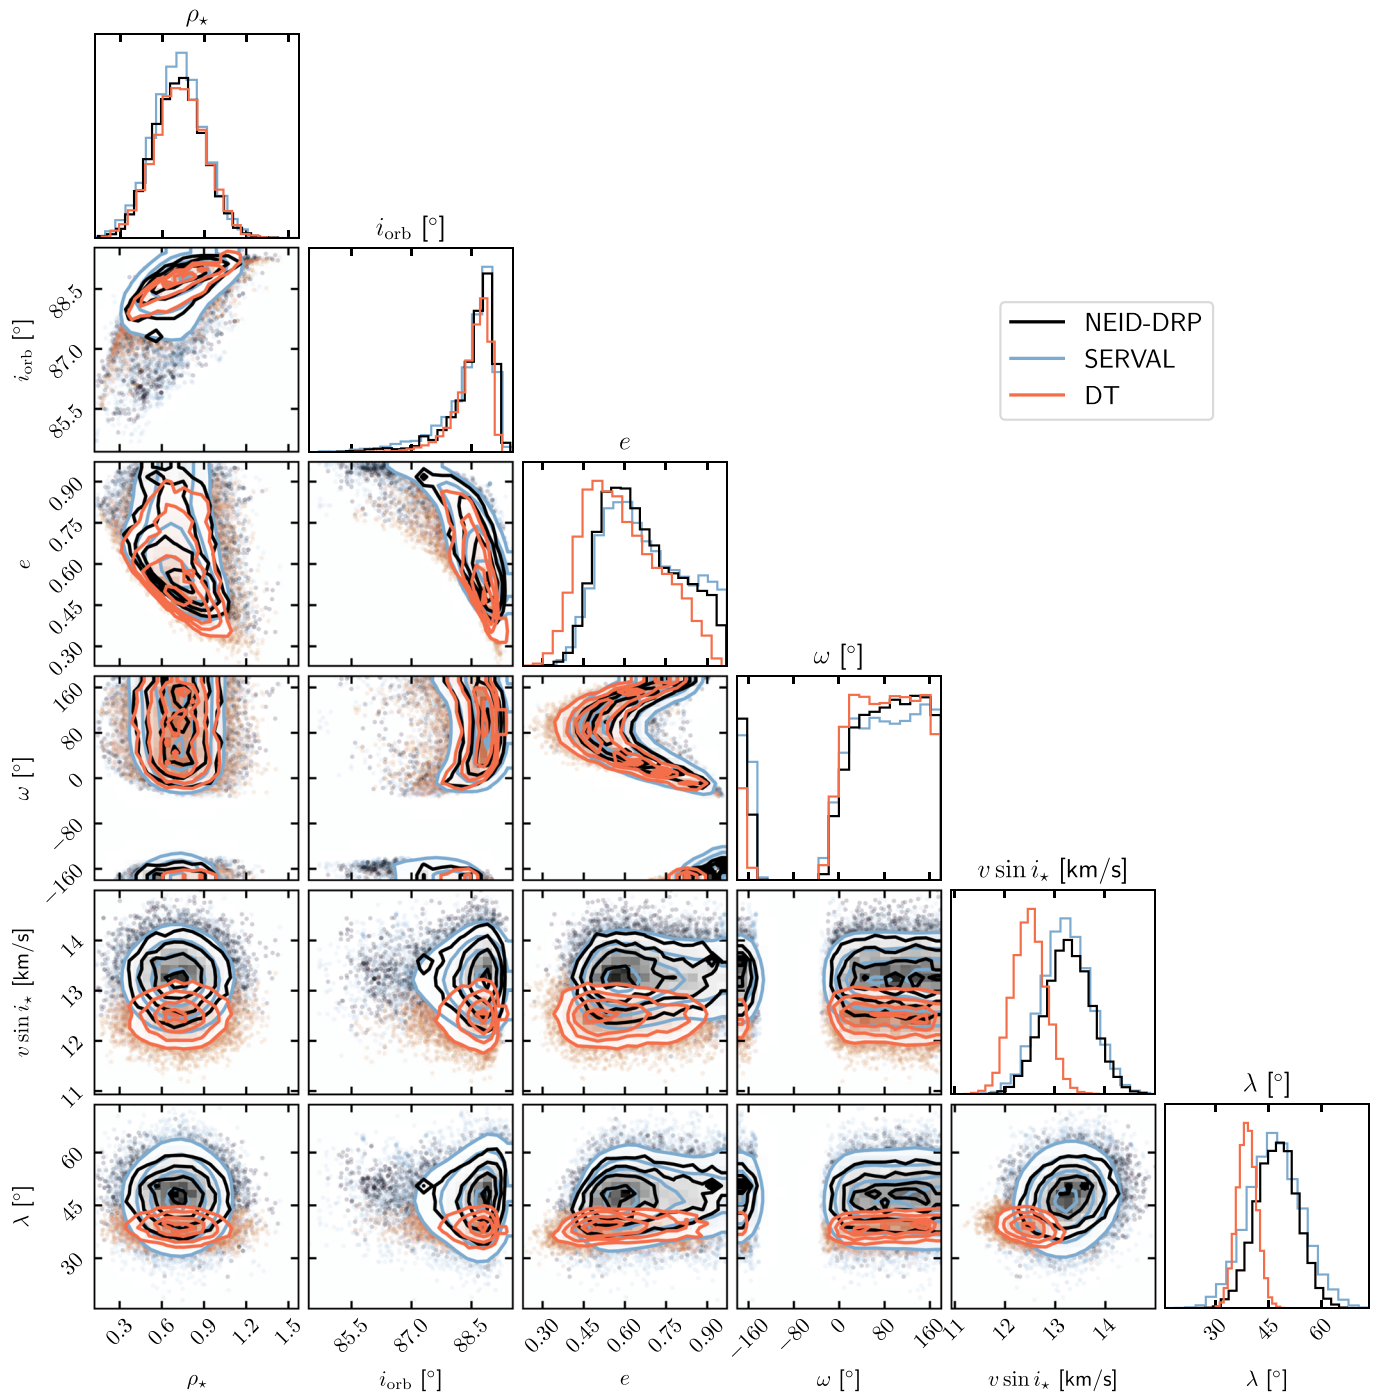 ρ⋆
i_orb [°]
88.5
87.0
85.5
i_orb [°]
NEID-DRP
SERVAL
DT
e
0.90
0.75
0.60
0.45
0.30
e
ω [°]
160
80
0
−80
−160
ω [°]
v sin i⋆ [km/s]
14
13
12
11
v sin i⋆ [km/s]
λ [°]
60
45
30
λ [°]
0.3 0.6 0.9 1.2 1.5 85.5 87.0 88.5 0.30 0.45 0.60 0.75 0.90 −160 −80 0 80 160 11 12 13 14 30 45 60
ρ⋆ i_orb [°] e ω [°] v sin i⋆ [km/s] λ [°]